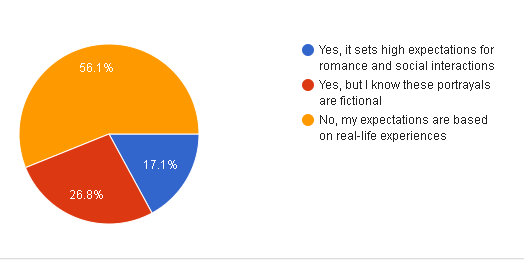 56.1%
17.1%
26.8%
Yes, it sets high expectations for
romance and social interactions
Yes, but I know these portrayals
are fictional
No, my expectations are based
on real-life experiences